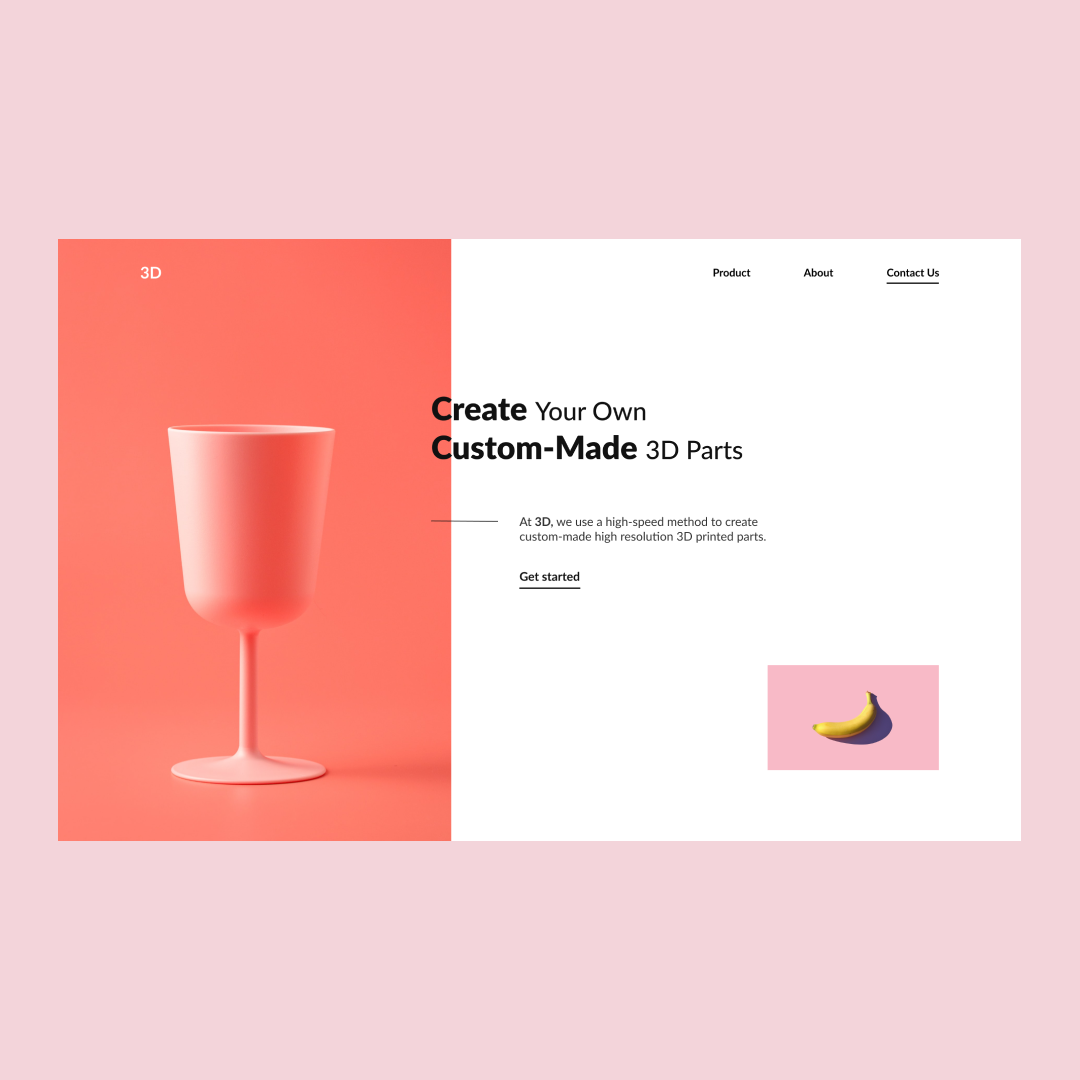 3D
Product
About
Contact Us
Create Your Own
Custom-Made 3D Parts
At 3D, we use a high-speed method to create
custom-made high resolution 3D printed parts.
Get started